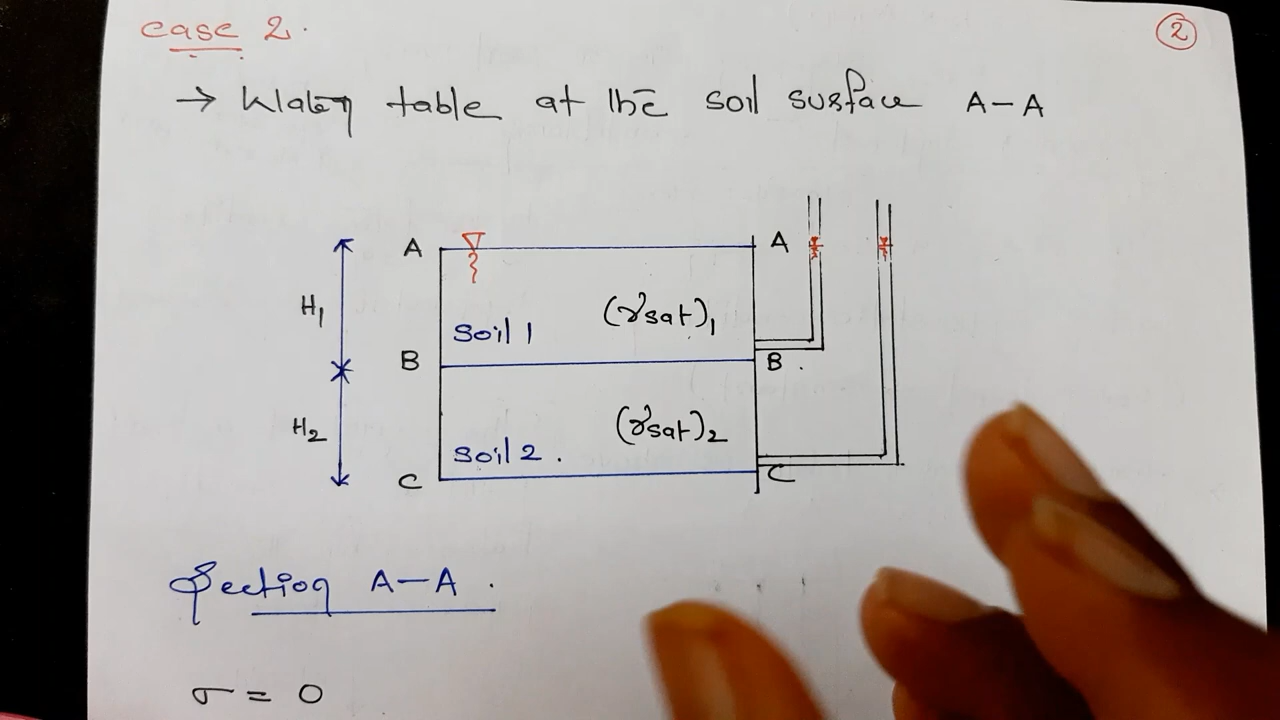 case 2.
2
→ Water table at the soil surface A-A
A
A
H1
soil 1
(γsat)1
B
B .
H2
(γsat)2
soil 2 .
C
C
Section A-A .
σ = 0